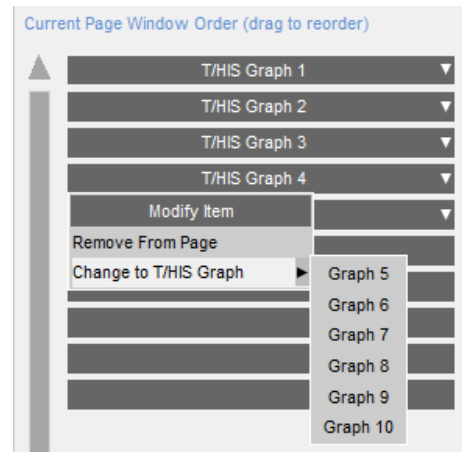 Current Page Window Order (drag to reorder)
T/HIS Graph 1
T/HIS Graph 2
T/HIS Graph 3
T/HIS Graph 4
Modify Item
Remove From Page
Change to T/HIS Graph
Graph 5
Graph 6
Graph 7
Graph 8
Graph 9
Graph 10